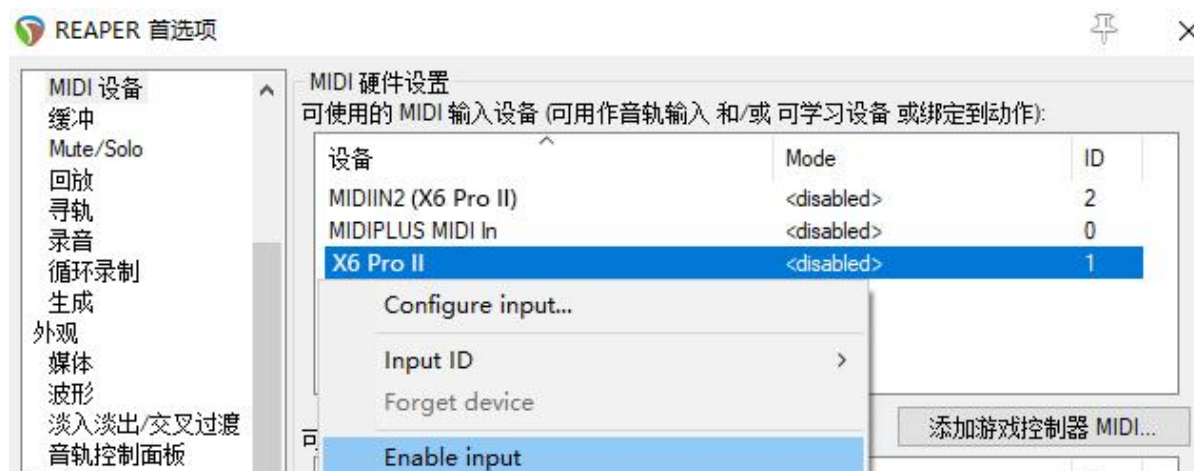 REAPER 首选项
MIDI 设备
缓冲
Mute/Solo
回放
寻轨
录音
循环录制
生成
外观
媒体
波形
淡入淡出/交叉过渡
音轨控制面板
MIDI 硬件设置
可使用的 MIDI 输入设备 (可用作音轨输入 和/或 可学习设备 或绑定到动作):
设备 Mode ID
MIDIIN2 (X6 Pro II) <disabled> 2
MIDIPLUS MIDI In <disabled> 0
X6 Pro II <disabled> 1
Configure input...
Input ID
Forget device
Enable input
添加游戏控制器 MIDI...